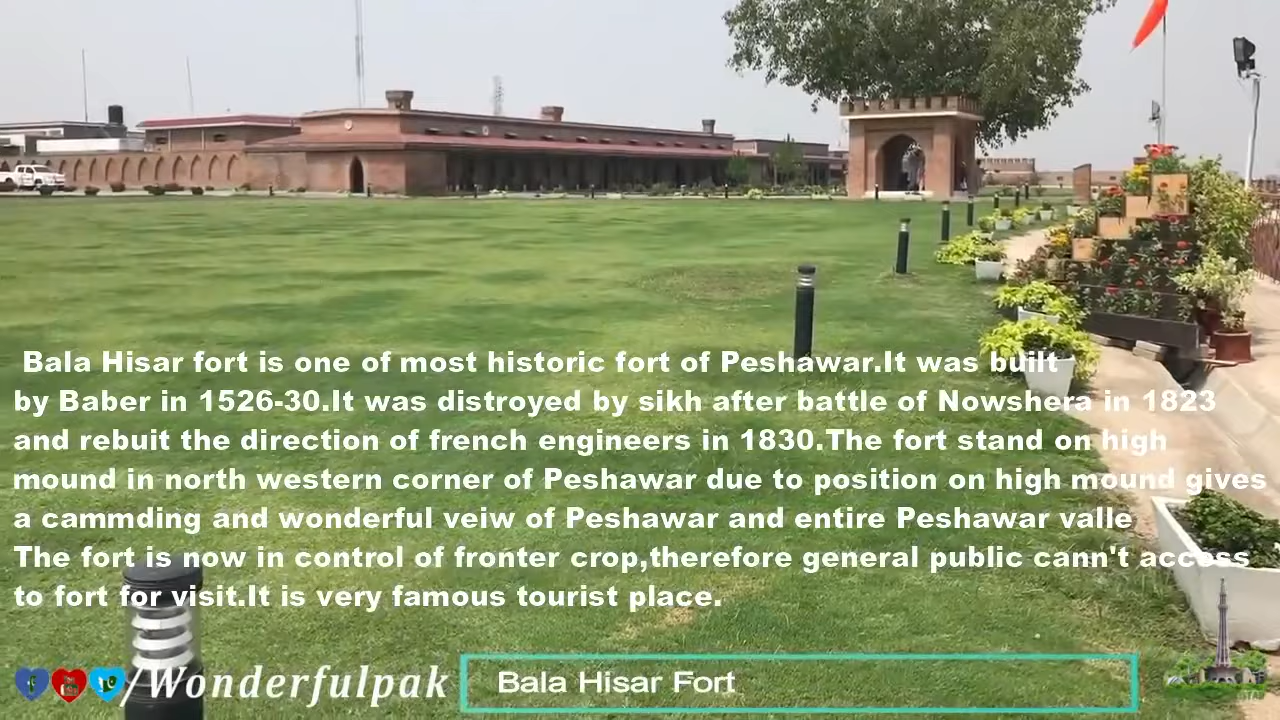 Bala Hisar fort is one of most historic fort of Peshawar.It was built
by Baber in 1526-30.It was distroyed by sikh after battle of Nowshera in 1823
and rebuit the direction of french engineers in 1830.The fort stand on high
mound in north western corner of Peshawar due to position on high mound gives
a cammding and wonderful veiw of Peshawar and entire Peshawar valle
The fort is now in control of fronter crop,therefore general public cann't access
to fort for visit.It is very famous tourist place.
/Wonderfulpak
Bala Hisar Fort